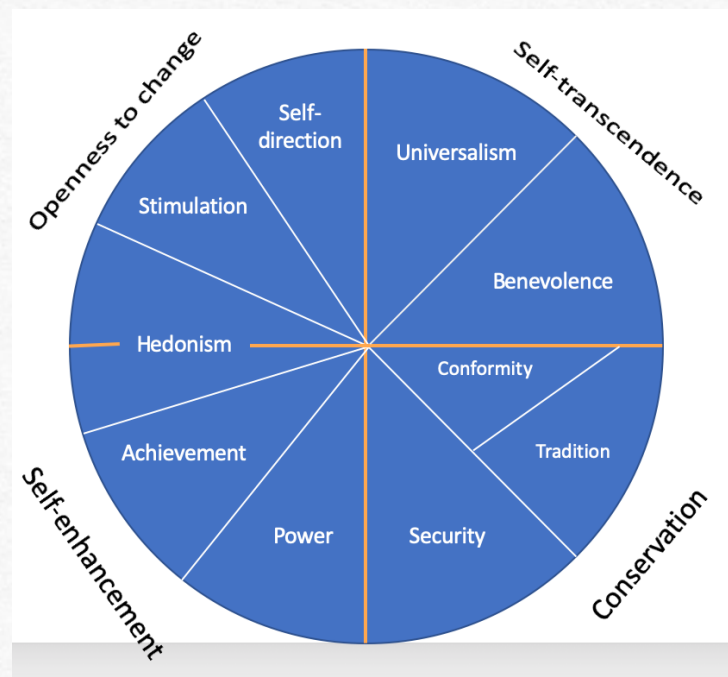 Openness to change
Self-transcendence
Self-
direction
Universalism
Stimulation
Benevolence
Hedonism
Conformity
Achievement
Tradition
Power
Security
Self-enhancement
Conservation